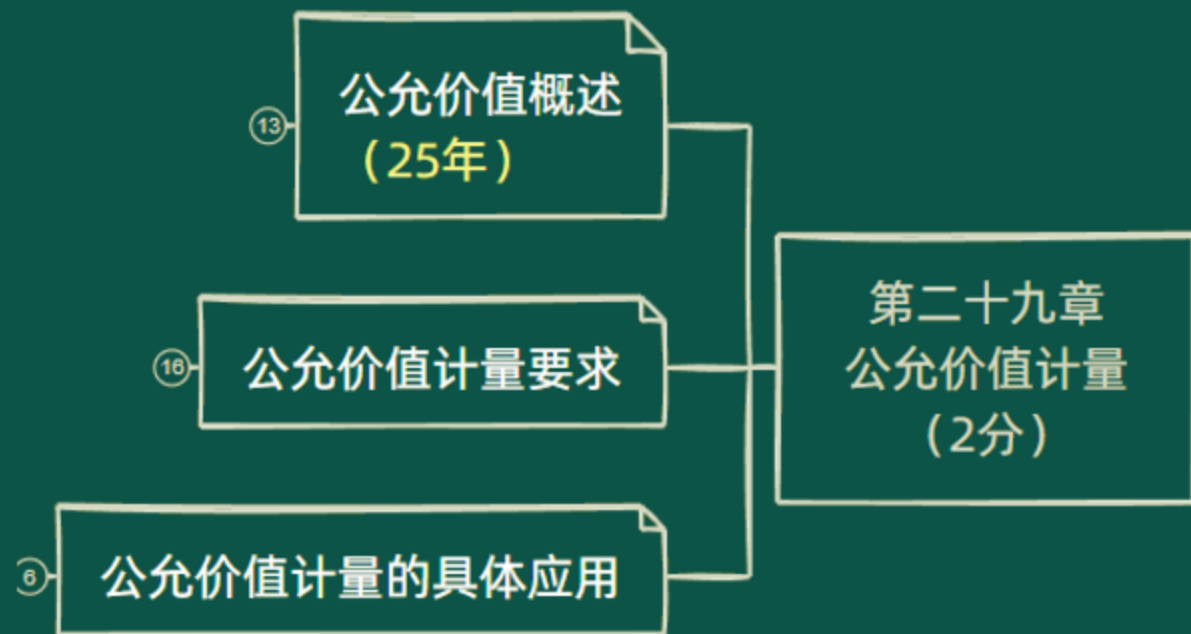 13
公允价值概述
（25年）
16
公允价值计量要求
6
公允价值计量的具体应用
第二十九章
公允价值计量
（2分）